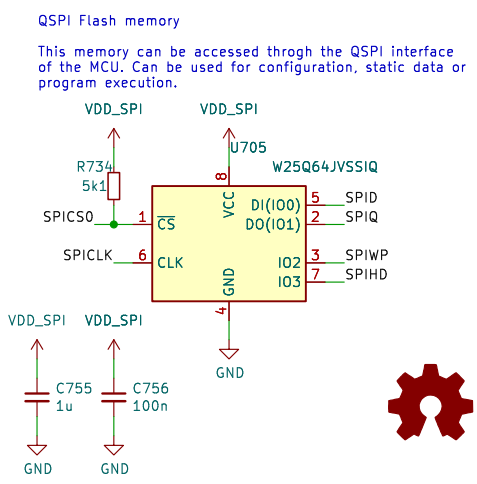 QSPI Flash memory
This memory can be accessed throgh the QSPI interface
of the MCU. Can be used for configuration, static data or
program execution.
VDD_SPI
VDD_SPI
U705
R734
5k1
W25Q64JVSSIQ
8
VCC
SPICS0
1
CS
DI(IO0)
5
SPID
DO(IO1)
2
SPIQ
SPICLK
6
CLK
IO2
3
SPIWP
IO3
7
SPIHD
GND
4
GND
VDD_SPI
VDD_SPI
C755
1u
C756
100n
GND
GND